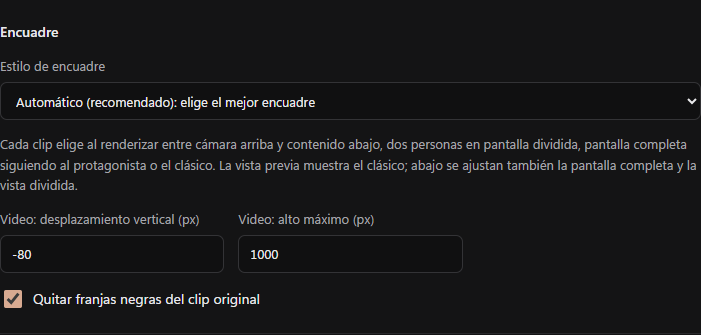 Encuadre
Estilo de encuadre
Automático (recomendado): elige el mejor encuadre
Cada clip elige al renderizar entre cámara arriba y contenido abajo, dos personas en pantalla dividida, pantalla completa
siguiendo al protagonista o el clásico. La vista previa muestra el clásico; abajo se ajustan también la pantalla completa y la
vista dividida.
Video: desplazamiento vertical (px) Video: alto máximo (px)
-80 1000
Quitar franjas negras del clip original